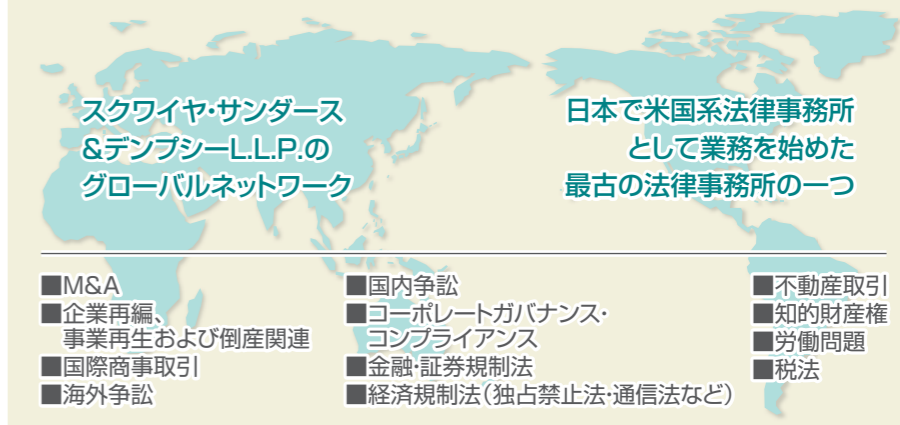 スクワイヤ・サンダース
&デンプシーL.L.P.の
グローバルネットワーク
日本で米国系法律事務所
として業務を始めた
最古の法律事務所の一つ
■M&A
■企業再編、
事業再生および倒産関連
■国際商事取引
■海外争訟
■国内争訟
■コーポレートガバナンス・
コンプライアンス
■金融・証券規制法
■経済規制法(独占禁止法・通信法など)
■不動産取引
■知的財産権
■労働問題
■税法